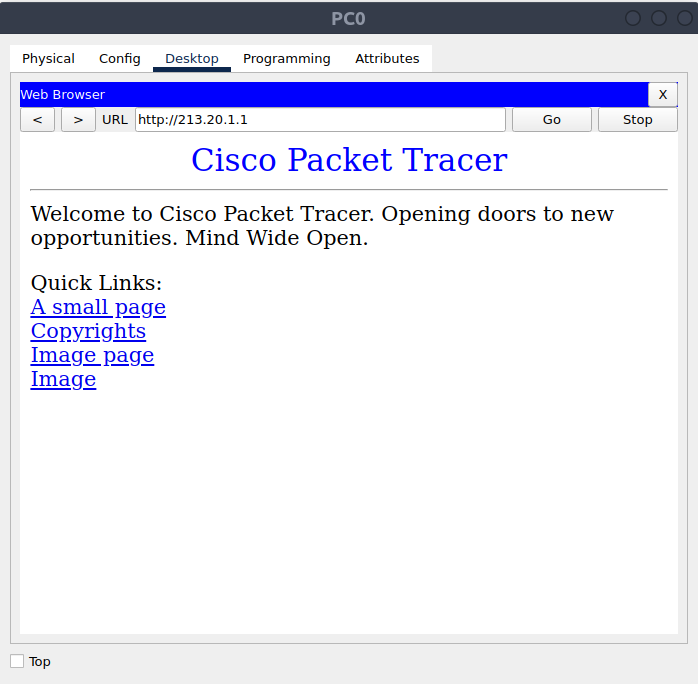 PC0
Physical Config Desktop Programming Attributes
Web Browser X
< > URL http://213.20.1.1 Go Stop
Cisco Packet Tracer
Welcome to Cisco Packet Tracer. Opening doors to new
opportunities. Mind Wide Open.
Quick Links:
A small page
Copyrights
Image page
Image
Top